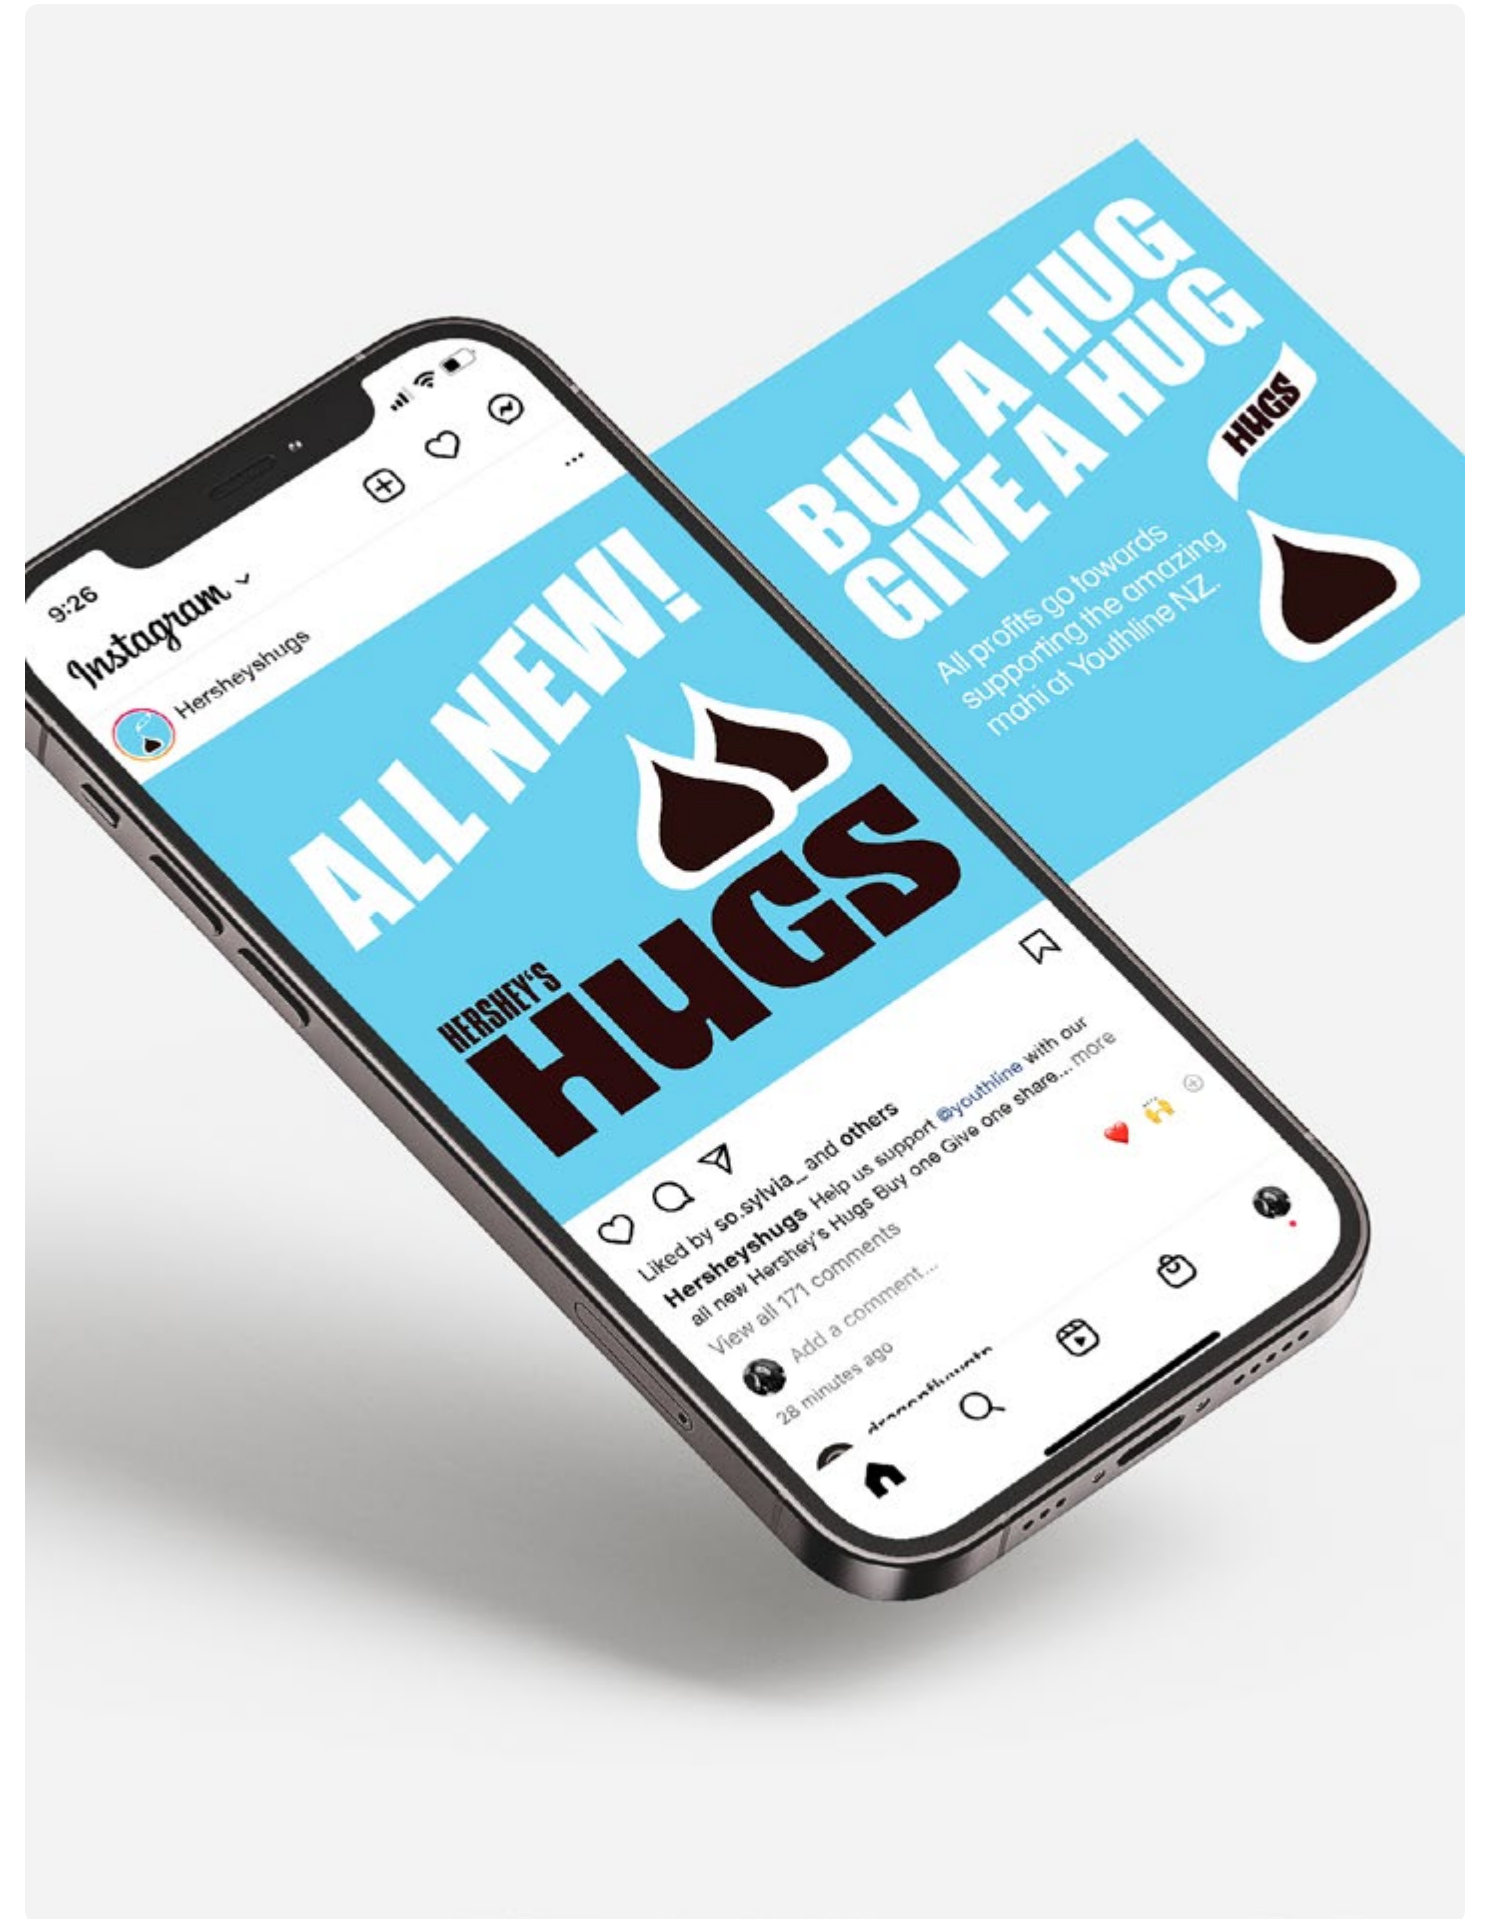 9:26
Instagram
Hersheyshugs
ALL NEW!
HERSHEY'S
HUGS
Liked by so.sylvia_ and others
Hersheyshugs Help us support @youthline with our
all new Hershey's Hugs Buy one Give one share... more
View all 171 comments
Add a comment...
28 minutes ago
BUY A HUG
GIVE A HUG
All profits go towards
supporting the amazing
mahi at Youthline NZ.
HUGS